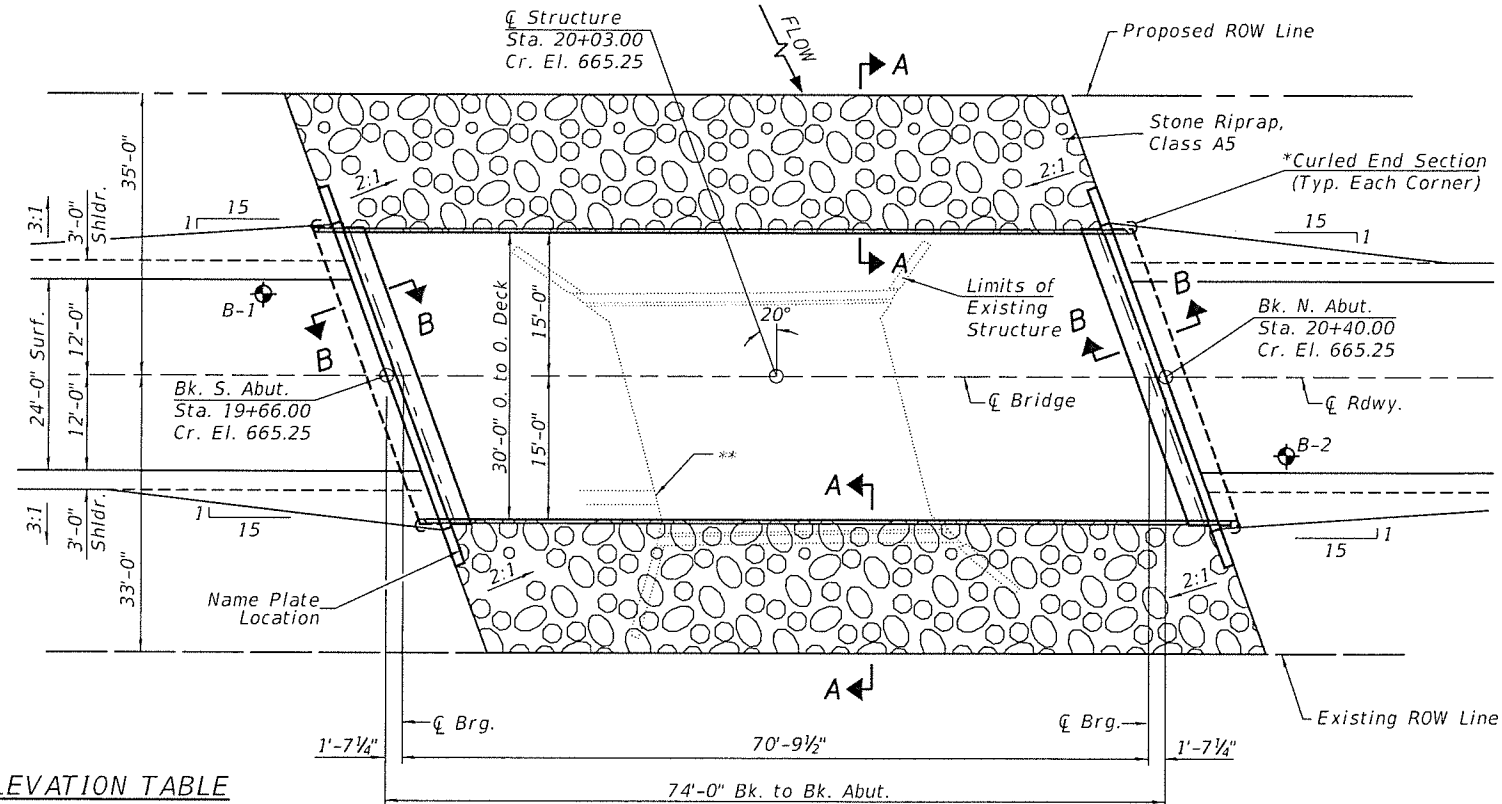 ℄ Structure
Sta. 20+03.00
Cr. El. 665.25
FLOW
A
Proposed ROW Line
Stone Riprap,
Class A5
*Curled End Section
(Typ. Each Corner)
2:1
2:1
35'-0"
3:1
3'-0"
Shldr.
1
15
A
15
1
B-1
B
B
Limits of
Existing
Structure
20°
B
B
Bk. N. Abut.
Sta. 20+40.00
Cr. El. 665.25
24'-0" Surf.
12'-0"
12'-0"
30'-0" O. to O. Deck
15'-0"
15'-0"
Bk. S. Abut.
Sta. 19+66.00
Cr. El. 665.25
℄ Bridge
℄ Rdwy.
**
B-2
A
3:1
3'-0"
Shldr.
1
15
15
1
33'-0"
2:1
2:1
Name Plate
Location
A
℄ Brg.
℄ Brg.
Existing ROW Line
1'-7¼"
70'-9½"
1'-7¼"
74'-0" Bk. to Bk. Abut.
LEVATION TABLE